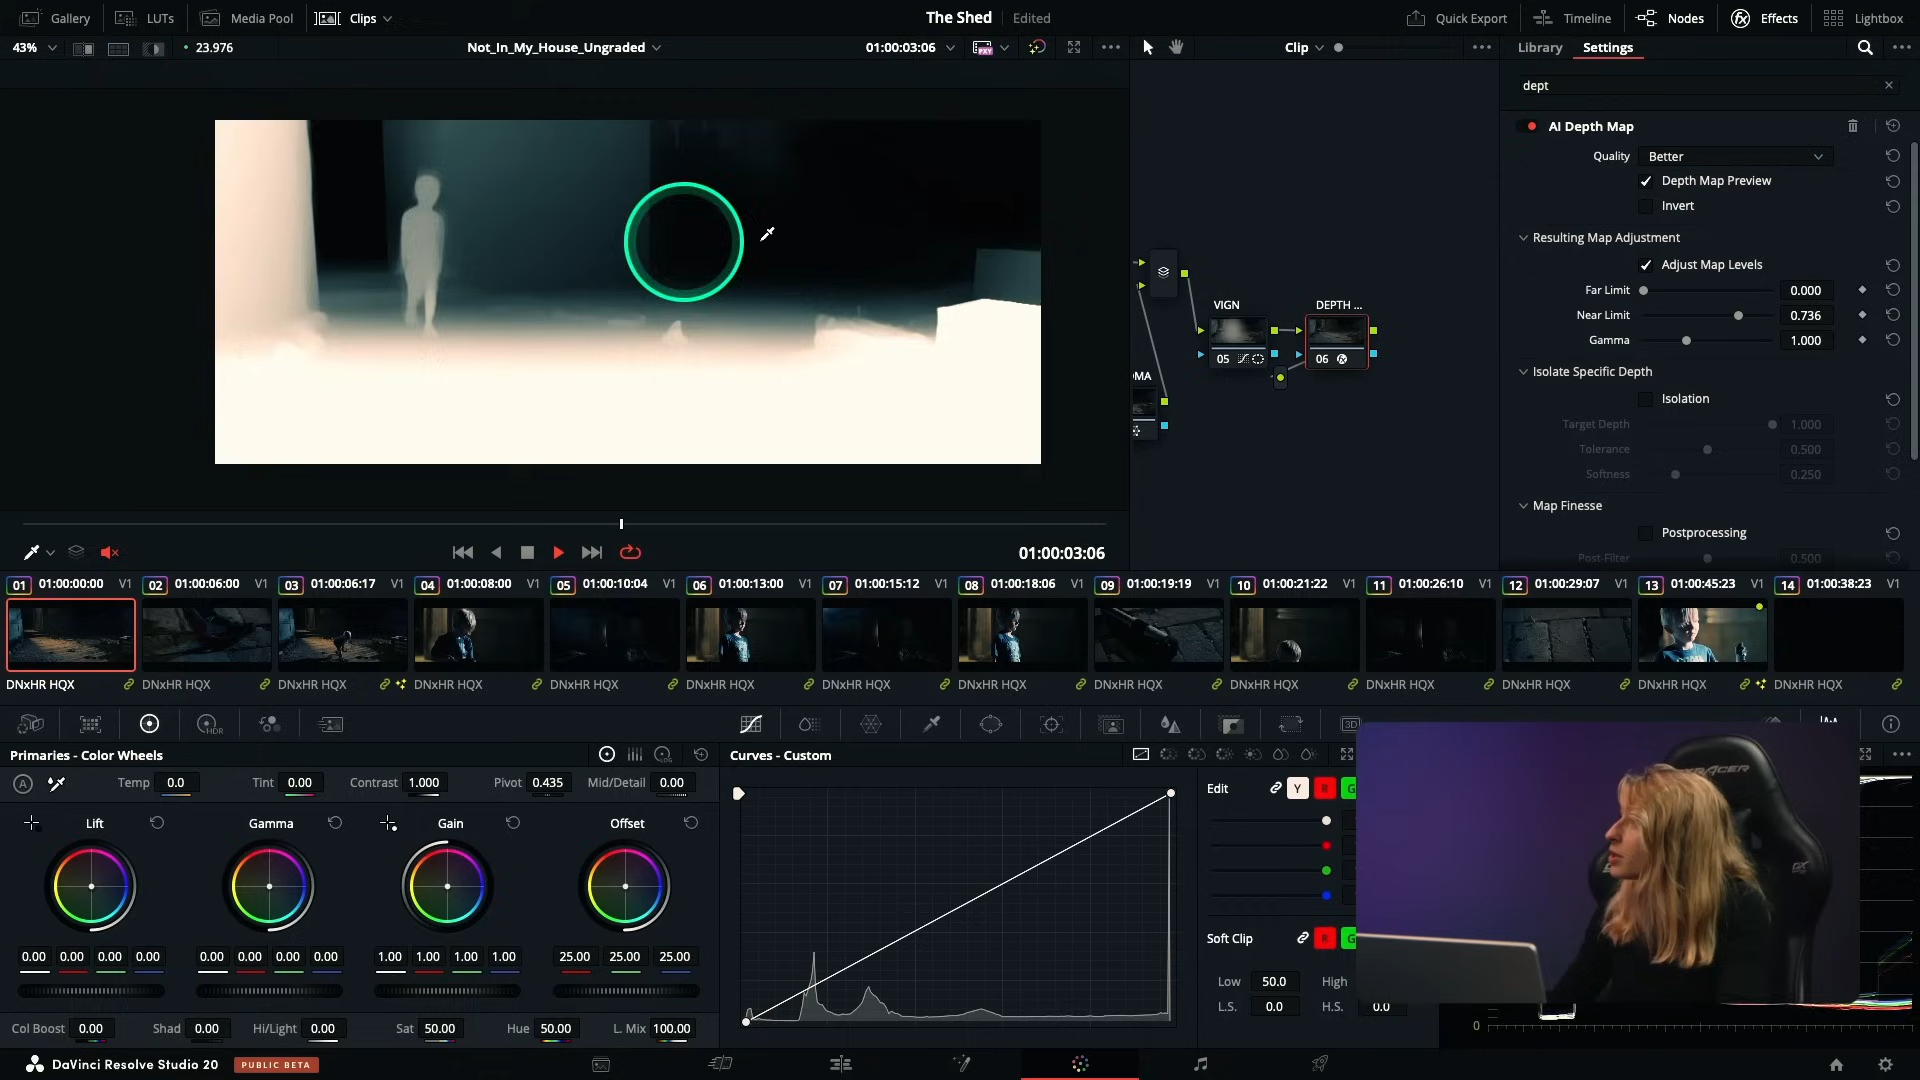 Gallery LUTs Media Pool Clips The Shed Edited Quick Export Timeline Nodes Effects Lightbox
43% 23.976 Not_In_My_House_Ungraded 01:00:03:06 PXY Clip Library Settings
dept
AI Depth Map
Quality Better
Depth Map Preview
Invert
Resulting Map Adjustment
Adjust Map Levels
Far Limit 0.000
Near Limit 0.736
Gamma 1.000
Isolate Specific Depth
Isolation
Target Depth 1.000
Tolerance 0.500
Softness 0.250
Map Finesse
Postprocessing
Post-Filter 0.500
VIGN DEPTH ...
05 06
OMA
01:00:03:06
01 01:00:00:00 V1 02 01:00:06:00 V1 03 01:00:06:17 V1 04 01:00:08:00 V1 05 01:00:10:04 V1 06 01:00:13:00 V1 07 01:00:15:12 V1 08 01:00:18:06 V1 09 01:00:19:19 V1 10 01:00:21:22 V1 11 01:00:26:10 V1 12 01:00:29:07 V1 13 01:00:45:23 V1 14 01:00:38:23 V1
DNxHR HQX DNxHR HQX DNxHR HQX DNxHR HQX DNxHR HQX DNxHR HQX DNxHR HQX DNxHR HQX DNxHR HQX DNxHR HQX DNxHR HQX DNxHR HQX DNxHR HQX DNxHR HQX
HDR 3D
Primaries - Color Wheels LOG Curves - Custom
A Temp 0.0 Tint 0.00 Contrast 1.000 Pivot 0.435 Mid/Detail 0.00
Edit Y R G
Lift Gamma Gain Offset
Soft Clip R G
0.00 0.00 0.00 0.00 0.00 0.00 0.00 0.00 1.00 1.00 1.00 1.00 25.00 25.00 25.00
Low 50.0 High
L.S. 0.0 H.S. 0.0
Col Boost 0.00 Shad 0.00 Hi/Light 0.00 Sat 50.00 Hue 50.00 L. Mix 100.00
0
DaVinci Resolve Studio 20 PUBLIC BETA